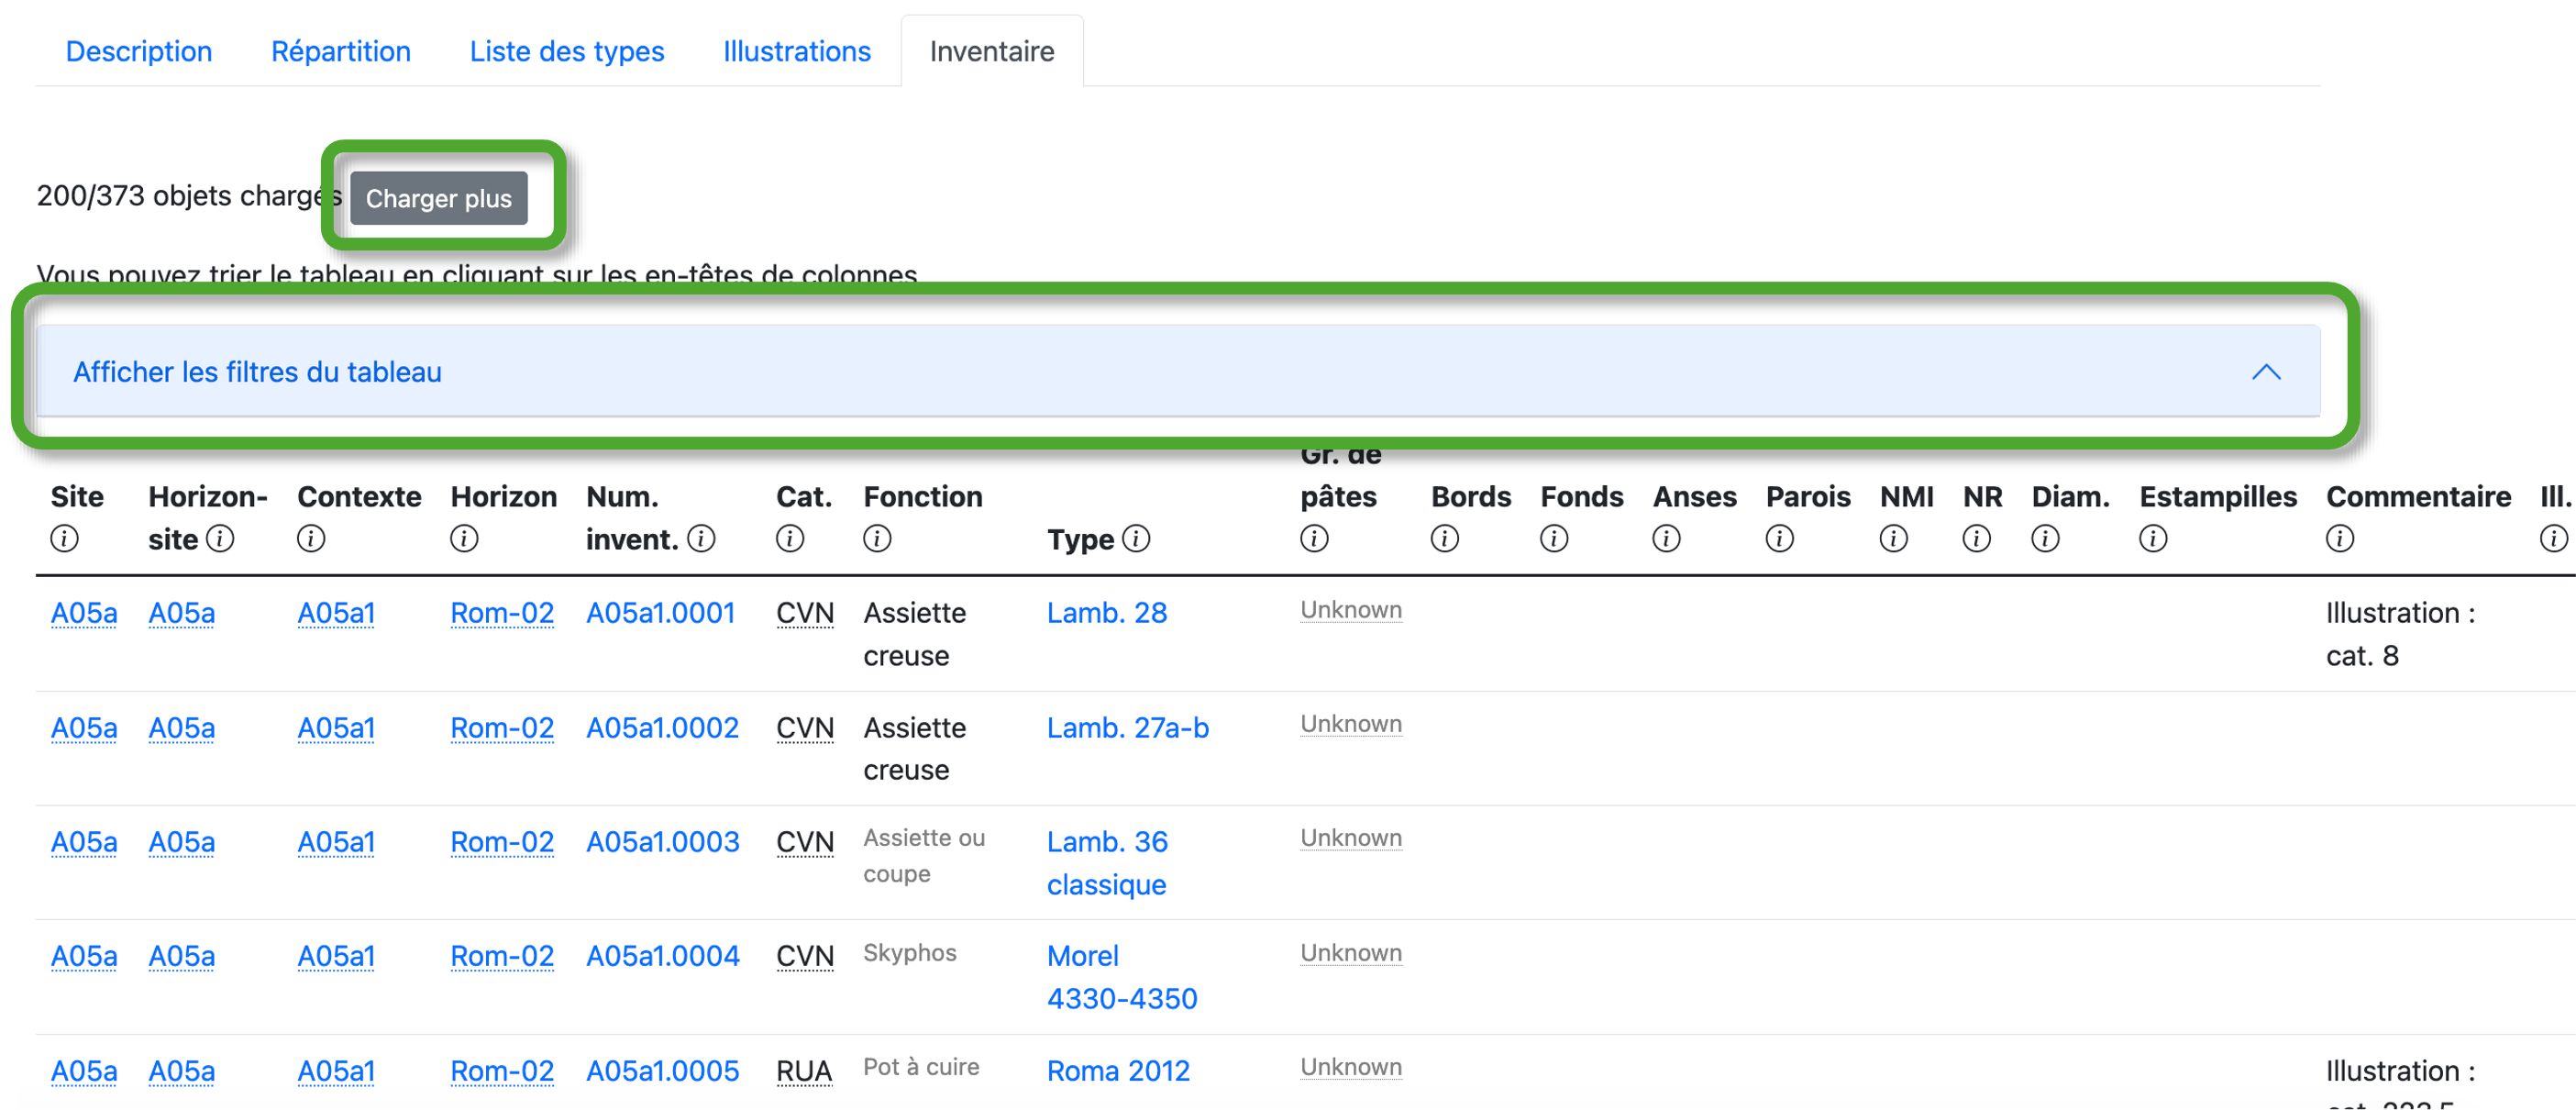 Description Répartition Liste des types Illustrations Inventaire
200/373 objets chargés Charger plus
Vous pouvez trier le tableau en cliquant sur les en-têtes de colonnes
Afficher les filtres du tableau
Gr. de
Site Horizon- Contexte Horizon Num. Cat. Fonction pâtes Bords Fonds Anses Parois NMI NR Diam. Estampilles Commentaire Ill.
site invent. Type
A05a A05a A05a1 Rom-02 A05a1.0001 CVN Assiette Lamb. 28 Unknown Illustration :
creuse cat. 8
A05a A05a A05a1 Rom-02 A05a1.0002 CVN Assiette Lamb. 27a-b Unknown
creuse
A05a A05a A05a1 Rom-02 A05a1.0003 CVN Assiette ou Lamb. 36 Unknown
coupe classique
A05a A05a A05a1 Rom-02 A05a1.0004 CVN Skyphos Morel Unknown
4330-4350
A05a A05a A05a1 Rom-02 A05a1.0005 RUA Pot à cuire Roma 2012 Unknown Illustration :